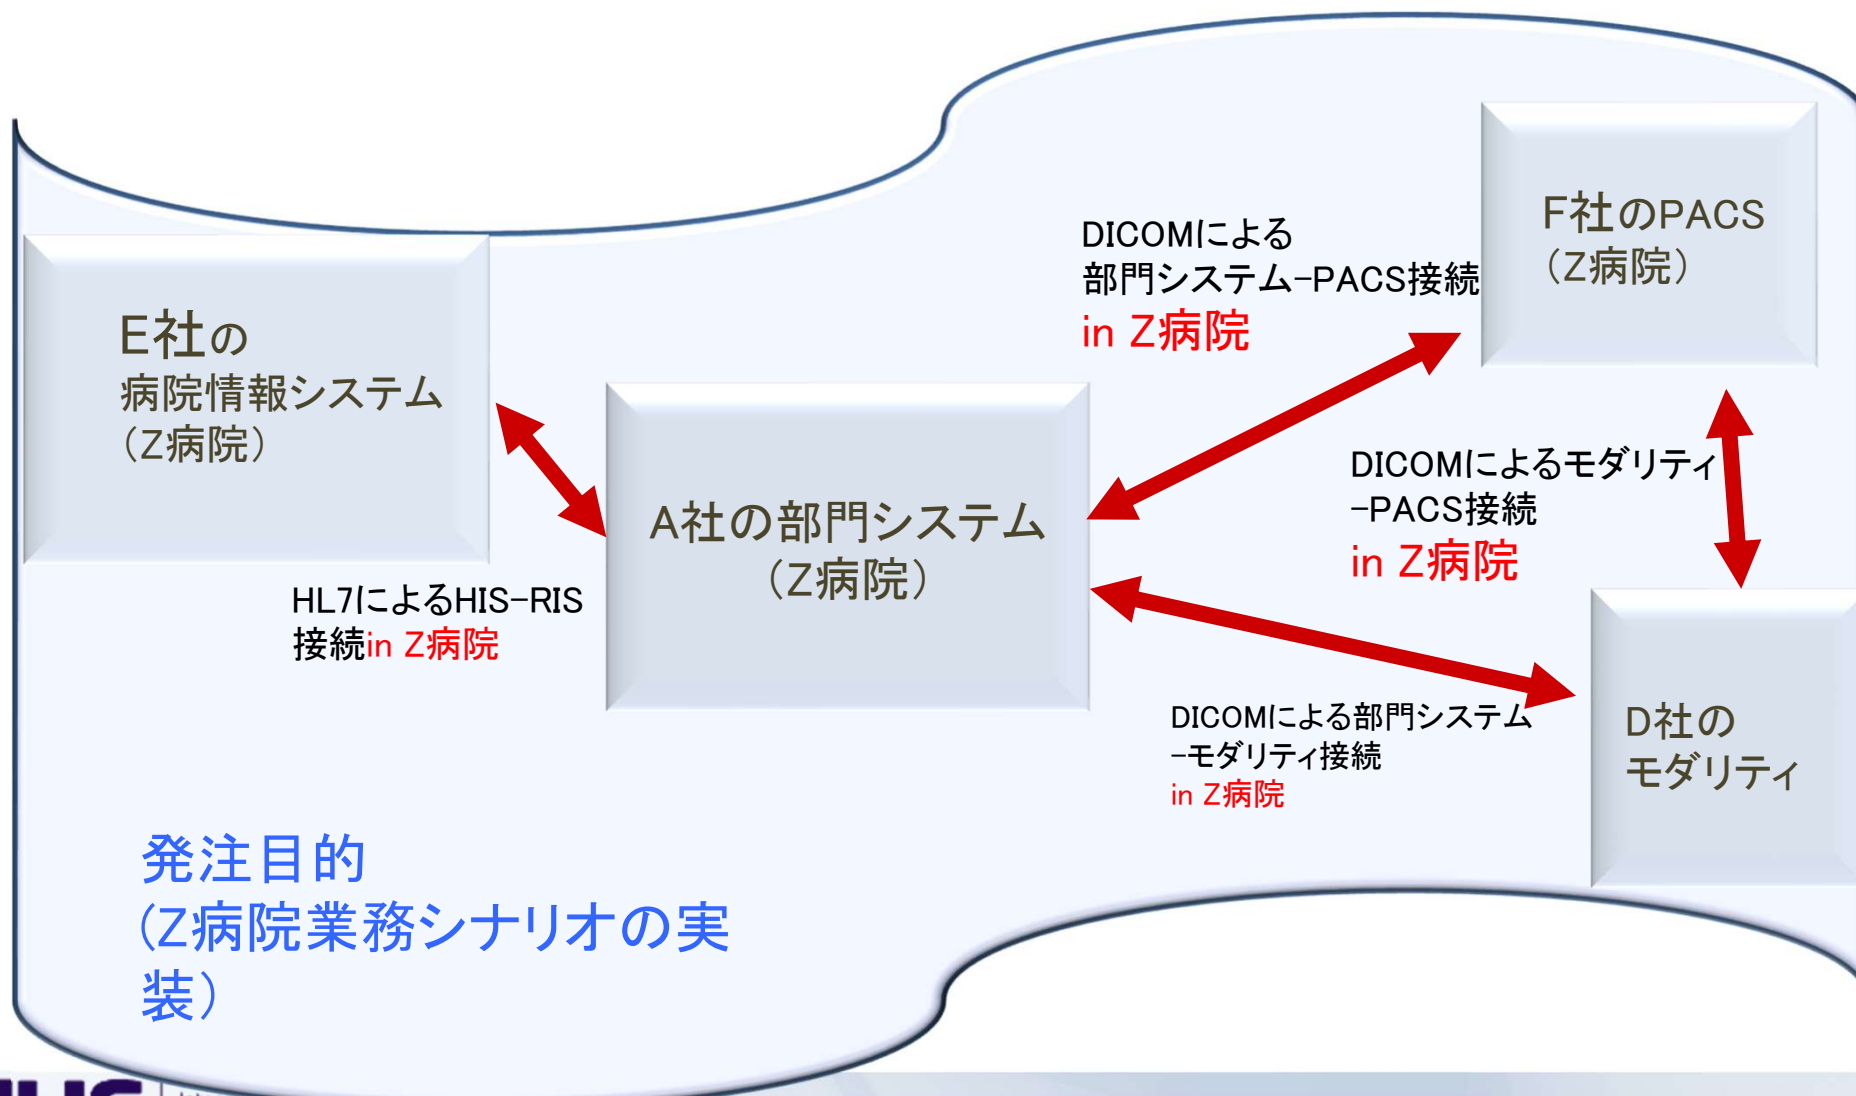 DICOMによる
部門システム-PACS接続
in Z病院
F社のPACS
(Z病院)
E社の
病院情報システム
(Z病院)
A社の部門システム
(Z病院)
DICOMによるモダリティ
-PACS接続
in Z病院
HL7によるHIS-RIS
接続in Z病院
DICOMによる部門システム
-モダリティ接続
in Z病院
D社の
モダリティ
発注目的
(Z病院業務シナリオの実
装)